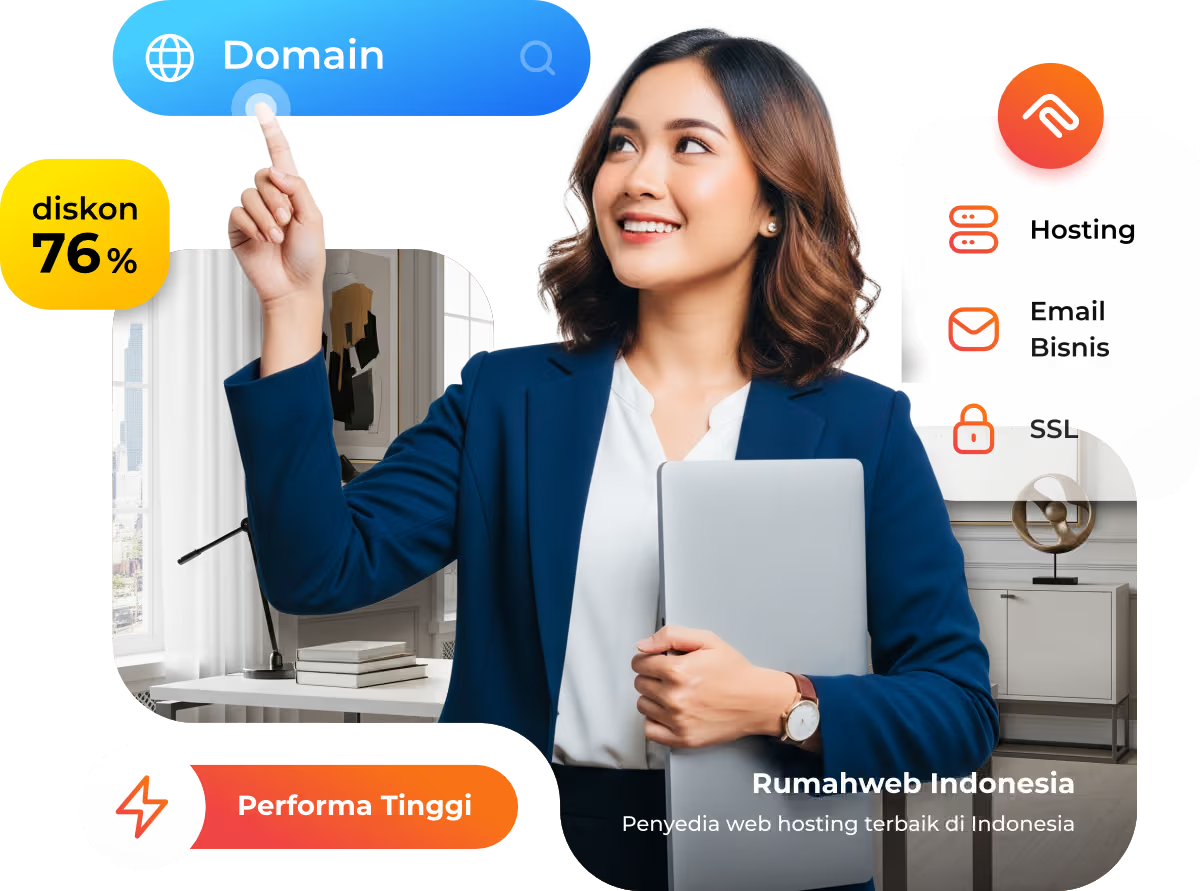 Domain
diskon
76%
Hosting
Email
Bisnis
SSL
Performa Tinggi
Rumahweb Indonesia
Penyedia web hosting terbaik di Indonesia